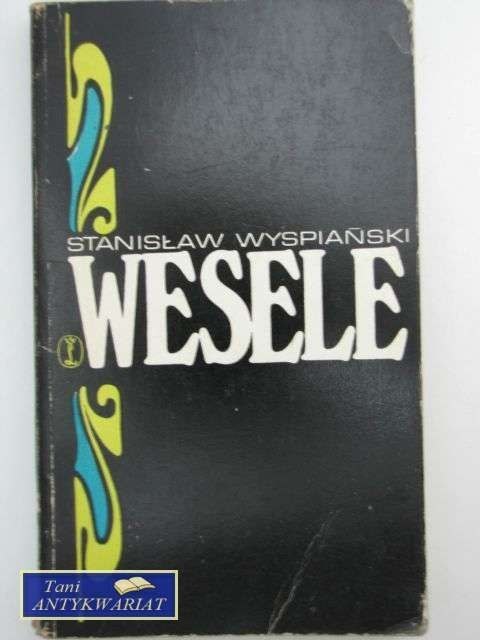 STANISŁAW WYSPIAŃSKI
WESELE
Tani
ANTYKWARIAT